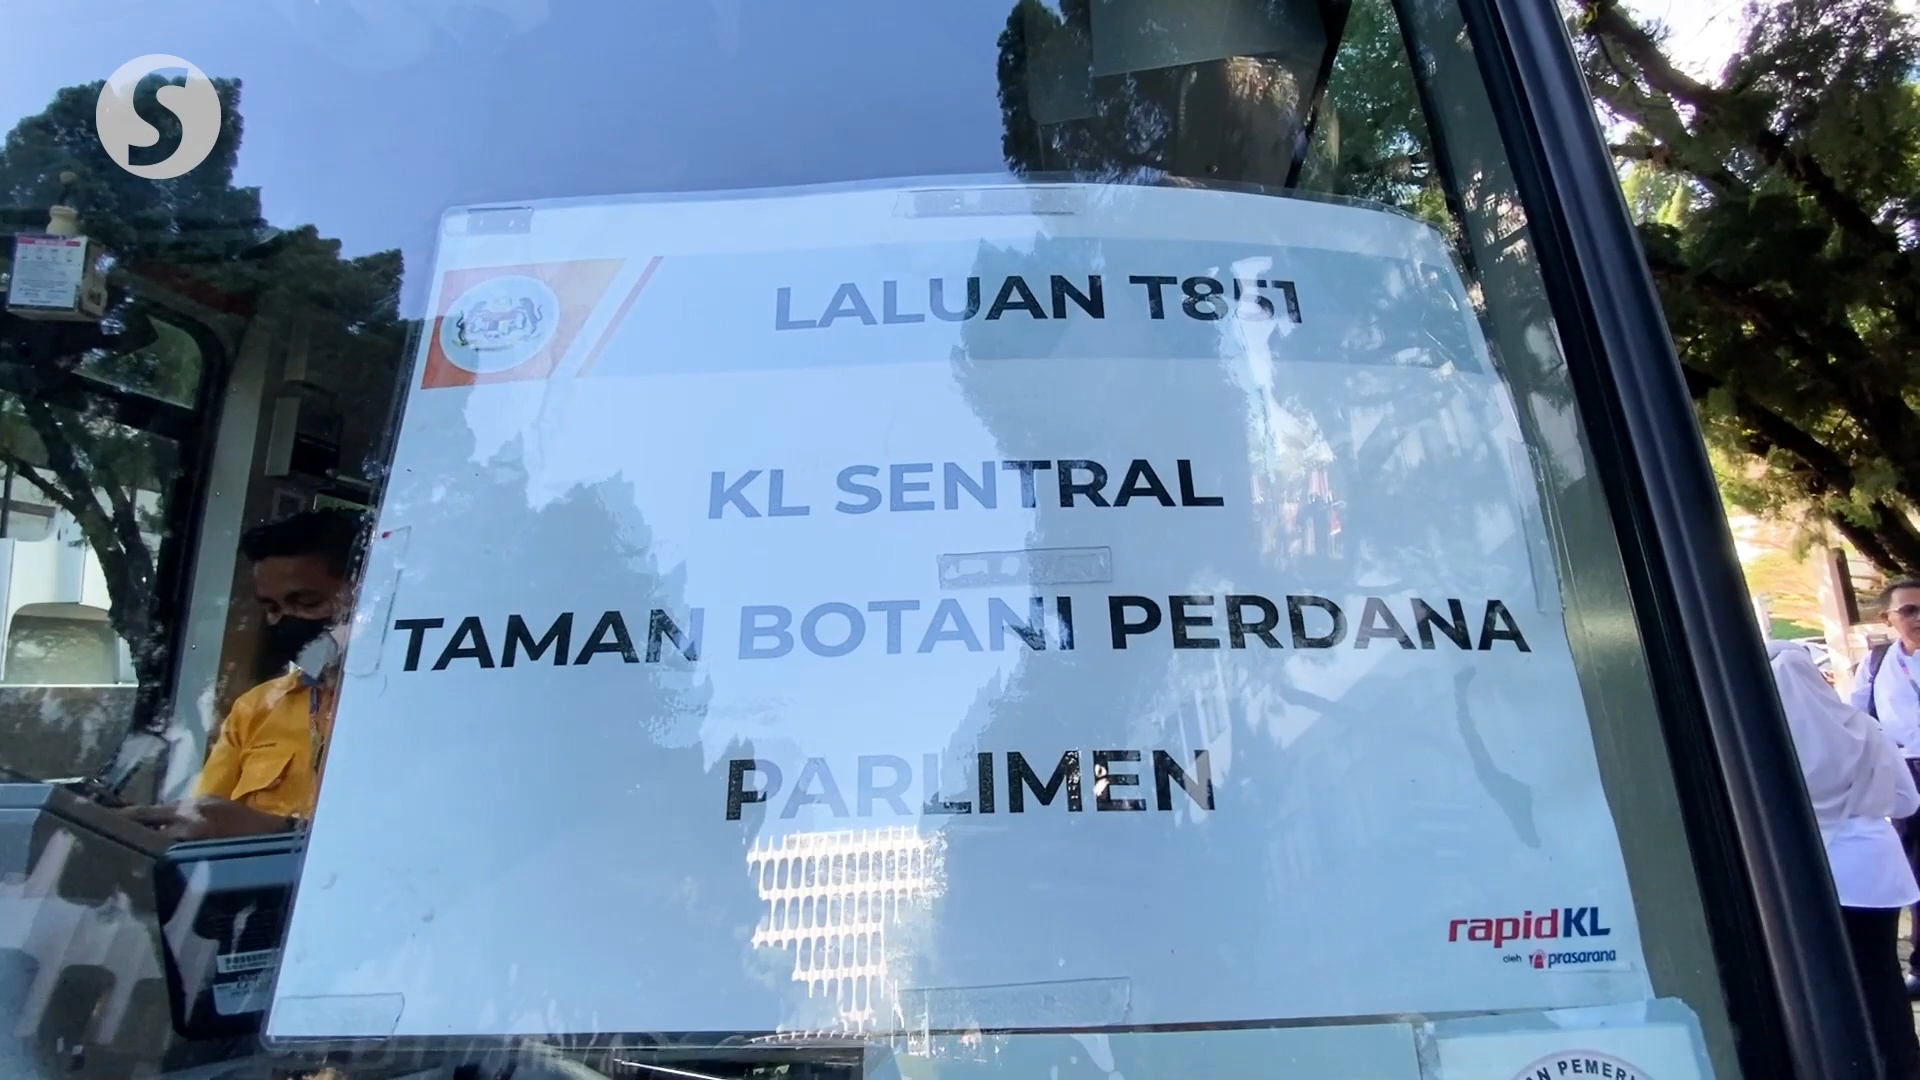 S
LALUAN T851
KL SENTRAL
TAMAN BOTANI PERDANA
PARLIMEN
rapidKL
oleh prasarana